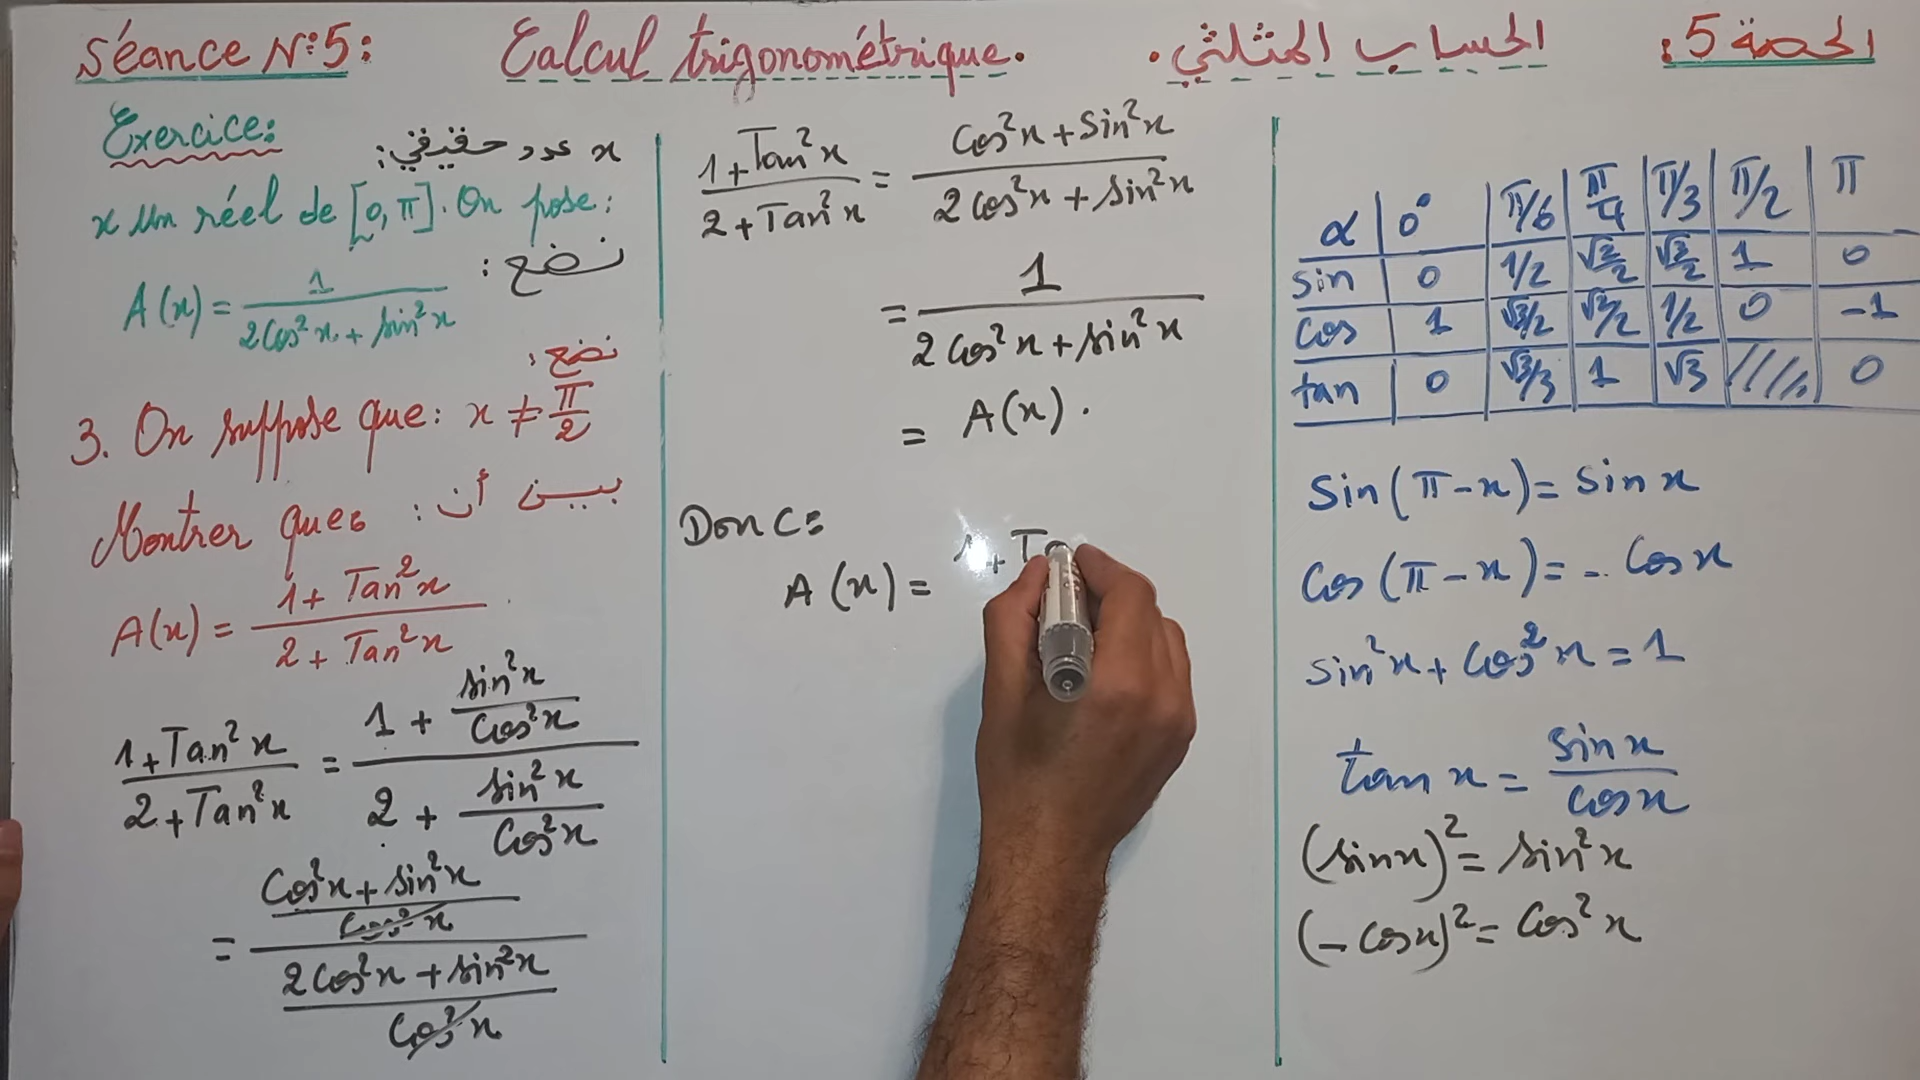 Séance N°5: Calcul trigonométrique. الحساب المثلثي. الحصة 5:
Exercice:
x عدد حقيقي:
x un réel de [0, π]. On pose:
نضع:
A(x) = 1 / (2cos²x + sin²x)
نضع:
3. On suppose que: x ≠ π/2
Montrer que: بين أن:
A(x) = (1 + Tan²x) / (2 + Tan²x)
(1 + Tan²x) / (2 + Tan²x) = (1 + sin²x/cos²x) / (2 + sin²x/cos²x)
= ((cos²x + sin²x)/cos²x) / ((2cos²x + sin²x)/cos²x)
(1 + Tan²x) / (2 + Tan²x) = (cos²x + sin²x) / (2cos²x + sin²x)
= 1 / (2cos²x + sin²x)
= A(x).
Donc:
A(x) = 1 + Ta
α | 0° | π/6 | π/4 | π/3 | π/2 | π
sin | 0 | 1/2 | √2/2 | √3/2 | 1 | 0
cos | 1 | √3/2 | √2/2 | 1/2 | 0 | -1
tan | 0 | √3/3 | 1 | √3 | //// | 0
sin(π-x) = sin x
cos(π-x) = - cos x
sin²x + cos²x = 1
tan x = sin x / cos x
(sin x)² = sin²x
(-cos x)² = cos²x